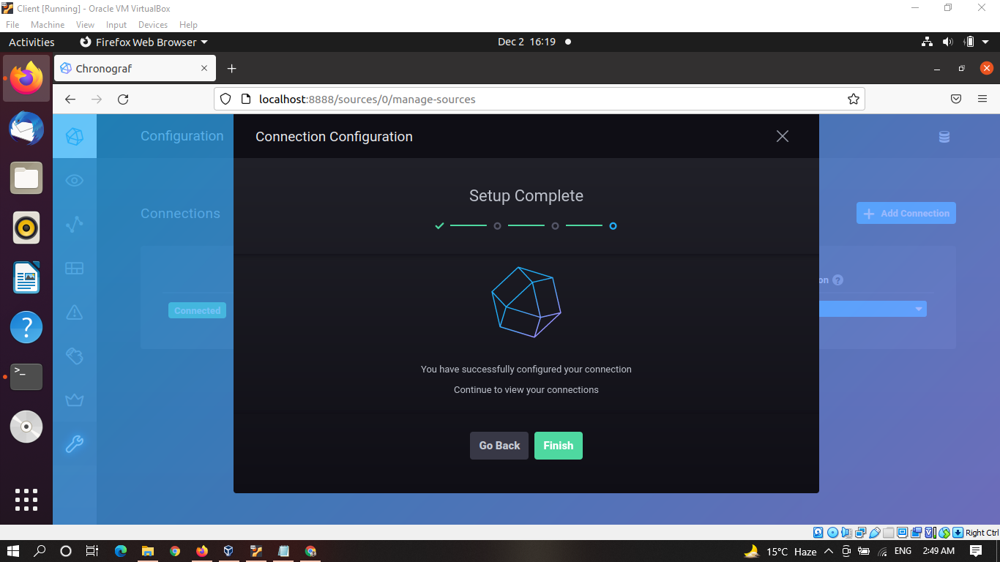 Client [Running] - Oracle VM VirtualBox
File Machine View Input Devices Help
Activities Firefox Web Browser Dec 2 16:19
Chronograf
localhost:8888/sources/0/manage-sources
Configuration
Connection Configuration
Setup Complete
Connections
Add Connection
on ?
Connected
You have successfully configured your connection
Continue to view your connections
Go Back Finish
Right Ctrl
15°C Haze ENG 2:49 AM